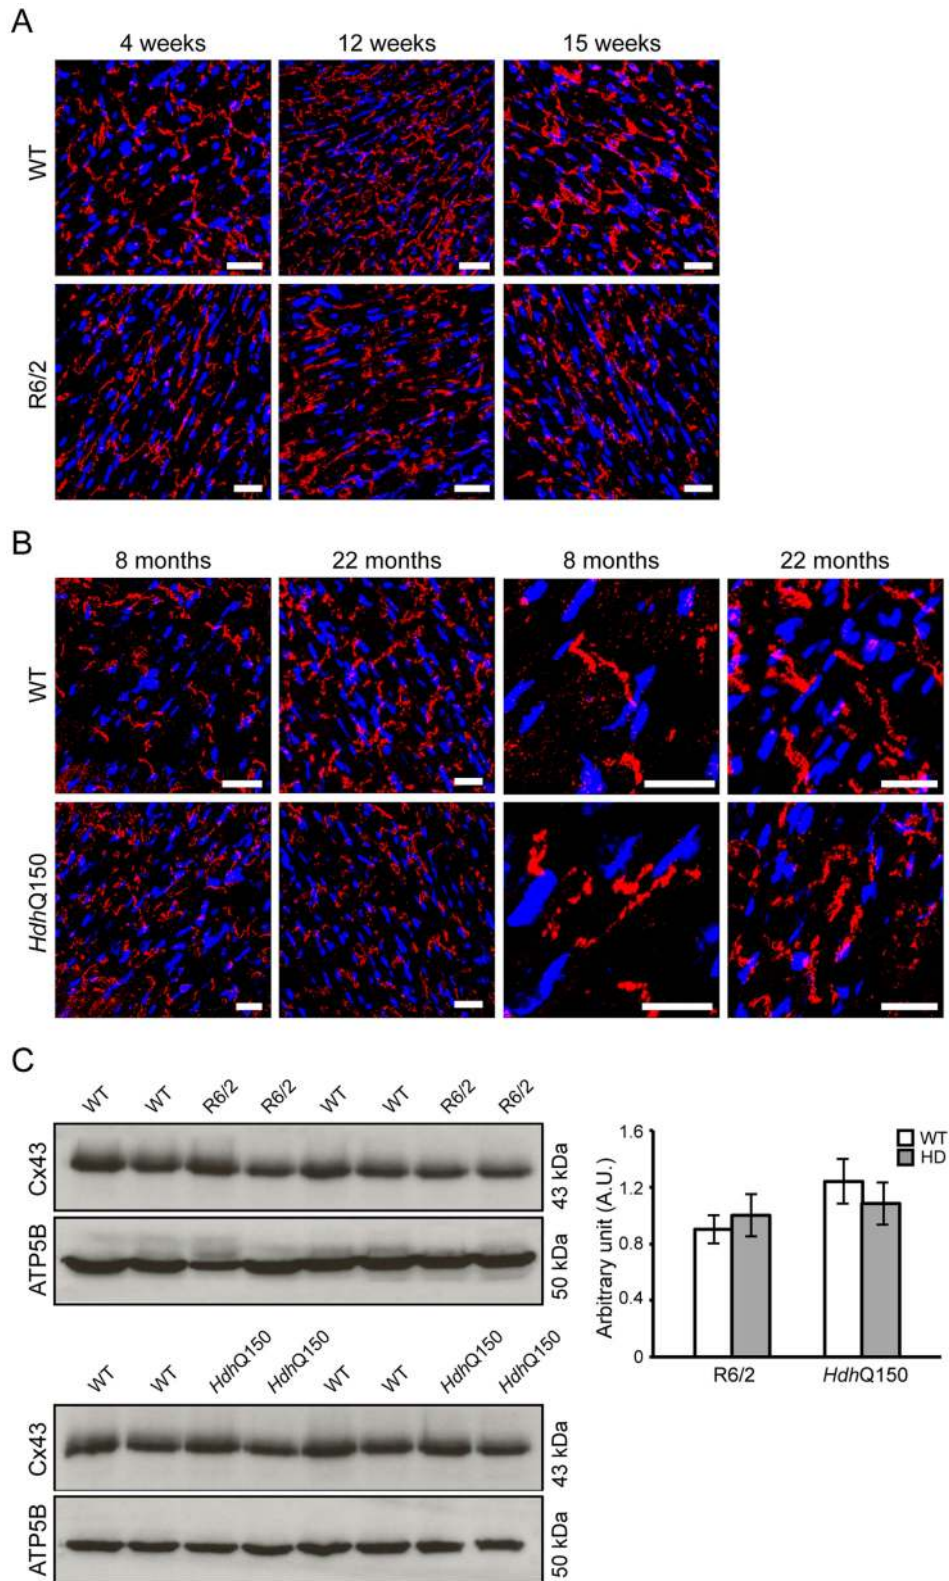 A
4 weeks 12 weeks 15 weeks
WT
R6/2
B
8 months 22 months 8 months 22 months
WT
HdhQ150
C
WT WT R6/2 R6/2 WT WT R6/2 R6/2
Cx43 43 kDa
ATP5B 50 kDa
WT WT HdhQ150 HdhQ150 WT WT HdhQ150 HdhQ150
Cx43 43 kDa
ATP5B 50 kDa
Arbitrary unit (A.U.)
1.6
1.2
0.8
0.4
0
WT
HD
R6/2 HdhQ150